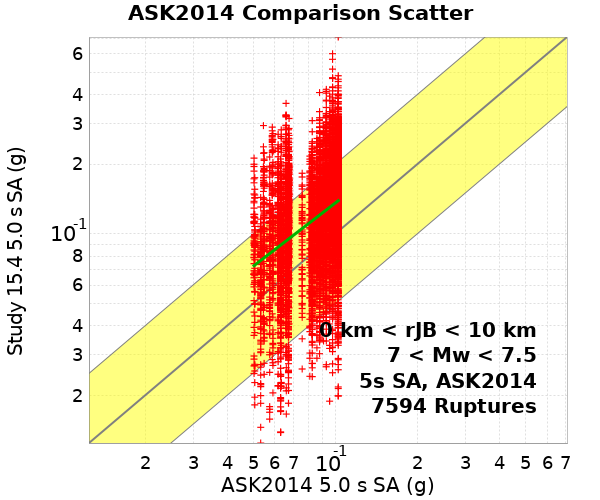 ASK2014 Comparison Scatter
Study 15.4 5.0 s SA (g)
6
4
3
2
10-1
8
6
4
3
2
0 km < rJB < 10 km
7 < Mw < 7.5
5s SA, ASK2014
7594 Ruptures
2 3 4 5 6 7 10-1 2 3 4 5 6 7
ASK2014 5.0 s SA (g)